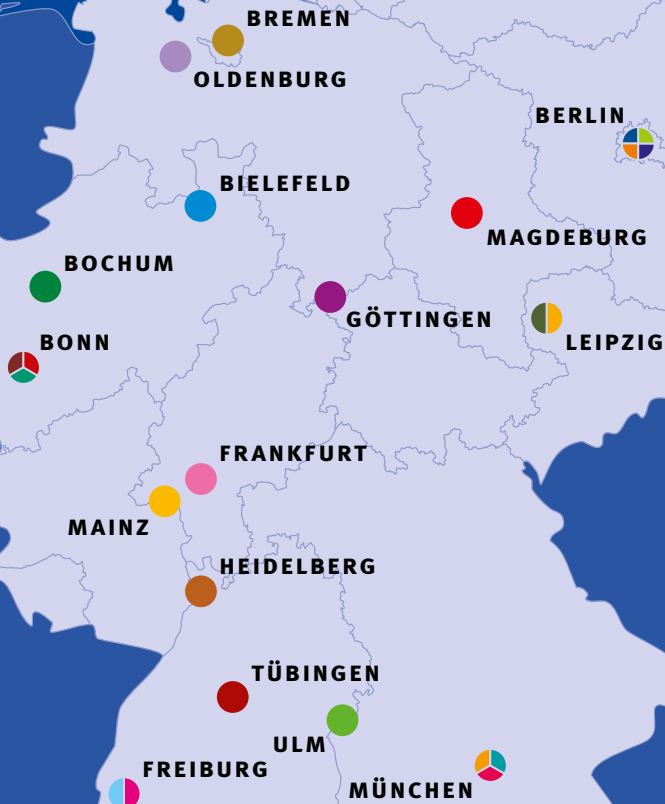 BREMEN
OLDENBURG
BERLIN
BIELEFELD
MAGDEBURG
BOCHUM
GÖTTINGEN
BONN
LEIPZIG
FRANKFURT
MAINZ
HEIDELBERG
TÜBINGEN
ULM
FREIBURG
MÜNCHEN